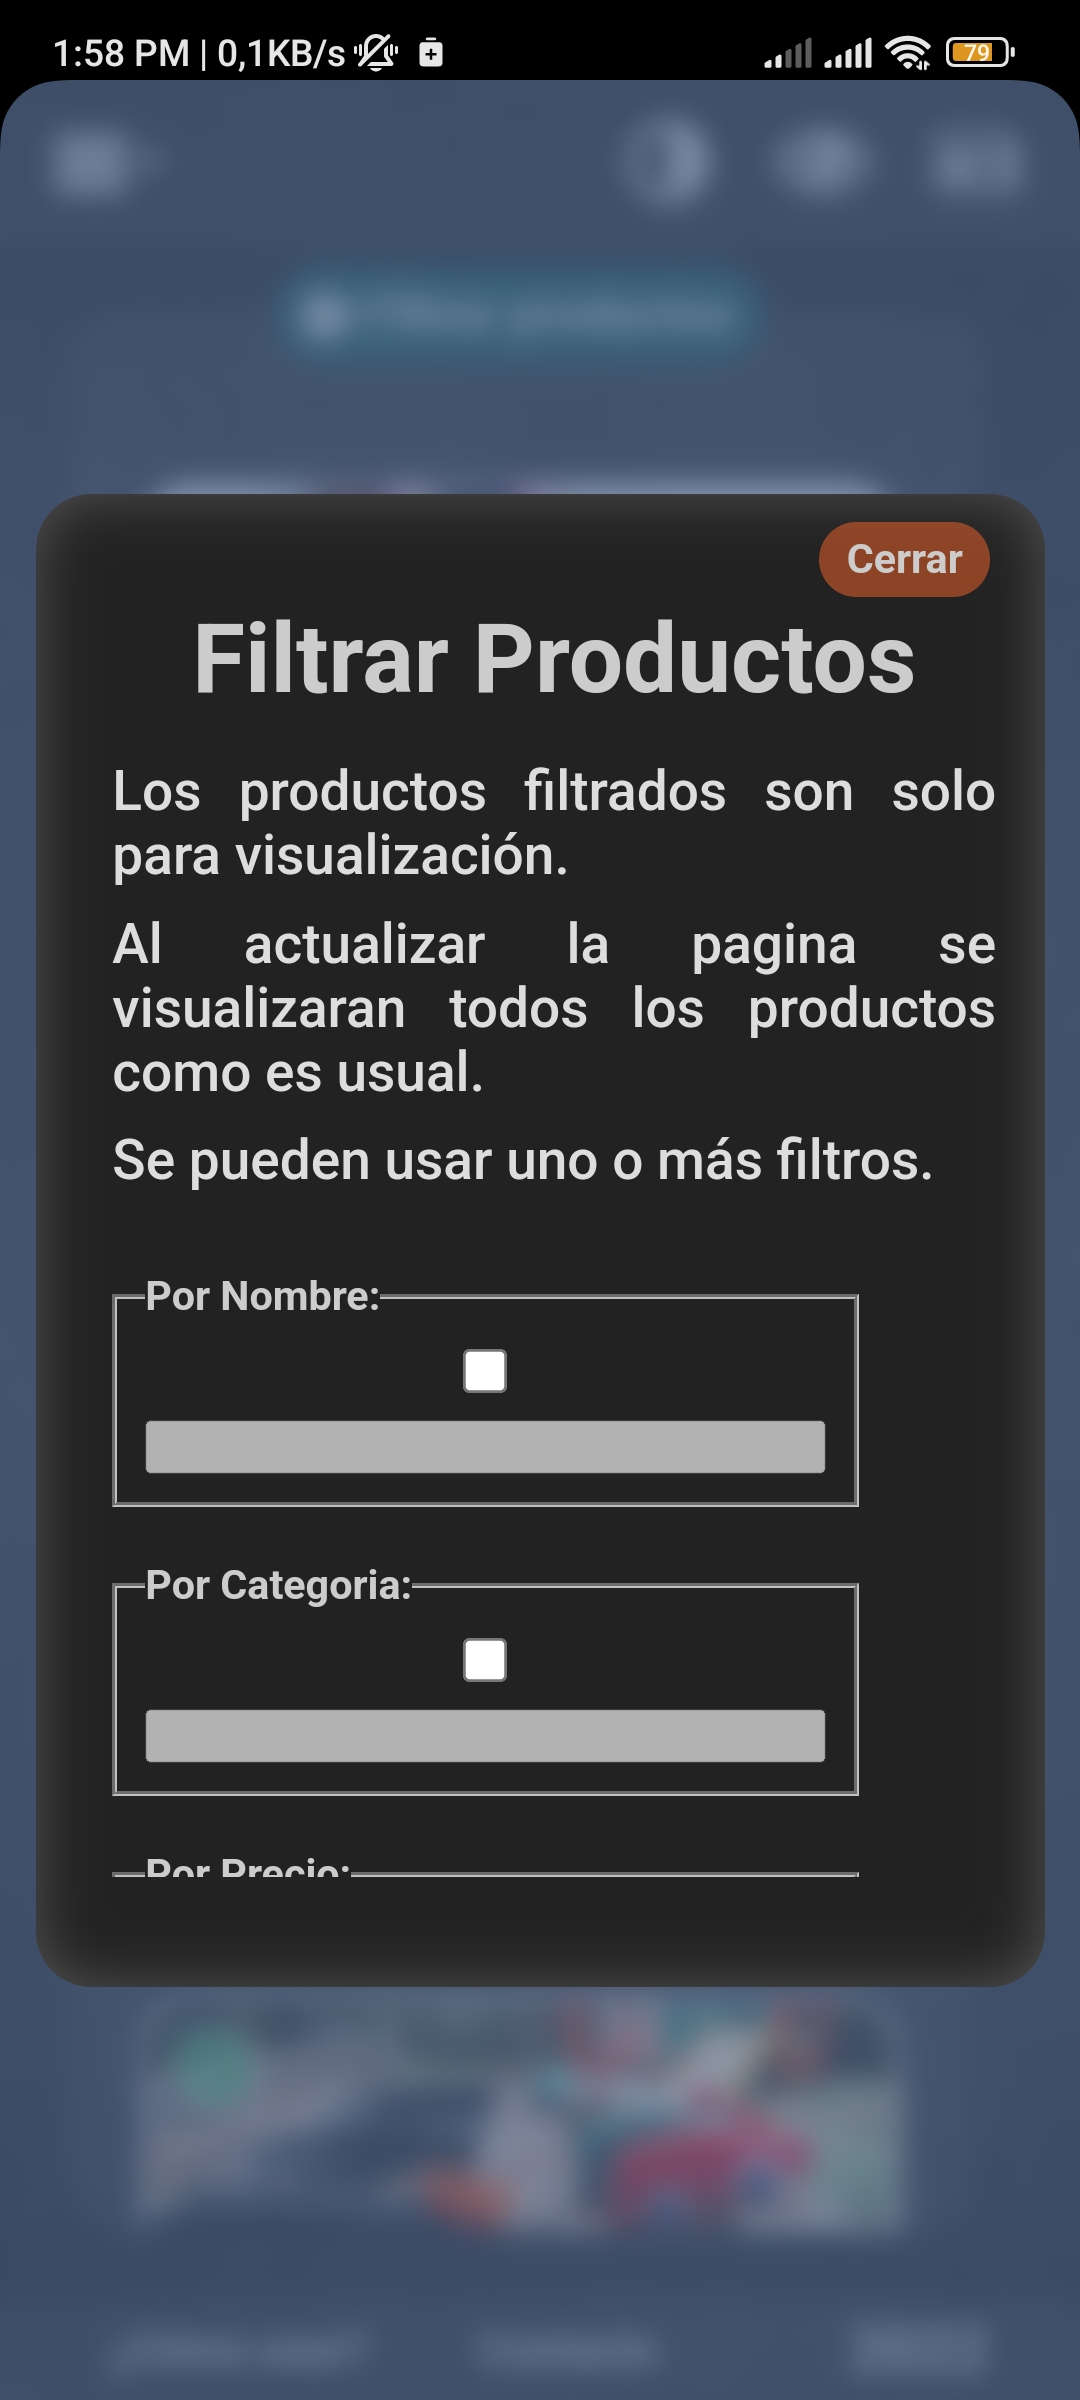 1:58 PM | 0,1KB/s
79
Cerrar
Filtrar Productos
Los productos filtrados son solo
para visualización.
Al actualizar la pagina se
visualizaran todos los productos
como es usual.
Se pueden usar uno o más filtros.
Por Nombre:
Por Categoria:
Por Precio: